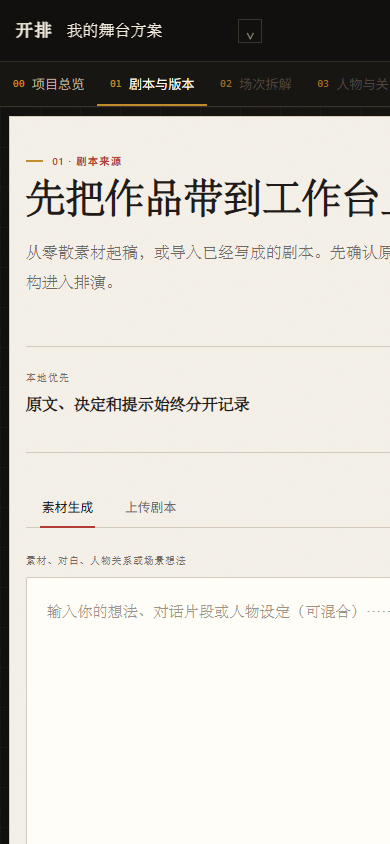 开排 我的舞台方案
00 项目总览 01 剧本与版本 02 场次拆解 03 人物与关
01 · 剧本来源
先把作品带到工作台
从零散素材起稿，或导入已经写成的剧本。先确认原
构进入排演。
本地优先
原文、决定和提示始终分开记录
素材生成 上传剧本
素材、对白、人物关系或场景想法
输入你的想法、对话片段或人物设定（可混合）……